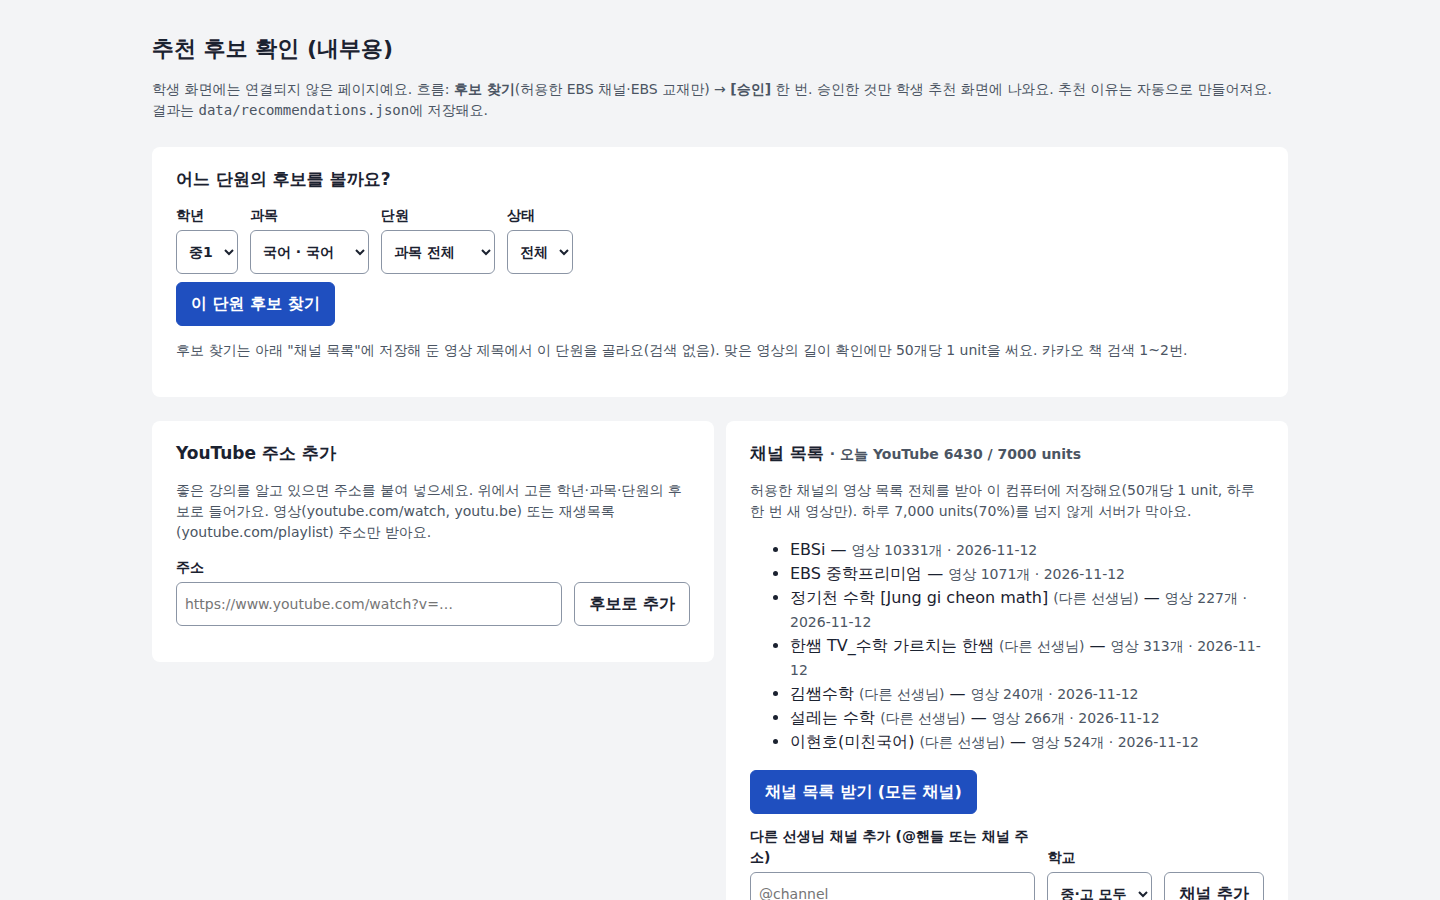 추천 후보 확인 (내부용)
학생 화면에는 연결되지 않은 페이지예요. 흐름: 후보 찾기(허용한 EBS 채널·EBS 교재만) → [승인] 한 번. 승인한 것만 학생 추천 화면에 나와요. 추천 이유는 자동으로 만들어져요.
결과는 data/recommendations.json에 저장돼요.
어느 단원의 후보를 볼까요?
학년 과목 단원 상태
중1 국어 · 국어 과목 전체 전체
이 단원 후보 찾기
후보 찾기는 아래 "채널 목록"에 저장해 둔 영상 제목에서 이 단원을 골라요(검색 없음). 맞은 영상의 길이 확인에만 50개당 1 unit을 써요. 카카오 책 검색 1~2번.
YouTube 주소 추가
좋은 강의를 알고 있으면 주소를 붙여 넣으세요. 위에서 고른 학년·과목·단원의 후
보로 들어가요. 영상(youtube.com/watch, youtu.be) 또는 재생목록
(youtube.com/playlist) 주소만 받아요.
주소
https://www.youtube.com/watch?v=... 후보로 추가
채널 목록 · 오늘 YouTube 6430 / 7000 units
허용한 채널의 영상 목록 전체를 받아 이 컴퓨터에 저장해요(50개당 1 unit, 하루
한 번 새 영상만). 하루 7,000 units(70%)를 넘지 않게 서버가 막아요.
• EBSi — 영상 10331개 · 2026-11-12
• EBS 중학프리미엄 — 영상 1071개 · 2026-11-12
• 정기천 수학 [Jung gi cheon math] (다른 선생님) — 영상 227개 ·
2026-11-12
• 한쌤 TV_수학 가르치는 한쌤 (다른 선생님) — 영상 313개 · 2026-11-
12
• 김쌤수학 (다른 선생님) — 영상 240개 · 2026-11-12
• 설레는 수학 (다른 선생님) — 영상 266개 · 2026-11-12
• 이현호(미친국어) (다른 선생님) — 영상 524개 · 2026-11-12
채널 목록 받기 (모든 채널)
다른 선생님 채널 추가 (@핸들 또는 채널 주
소) 학교
@channel 중·고 모두 채널 추가